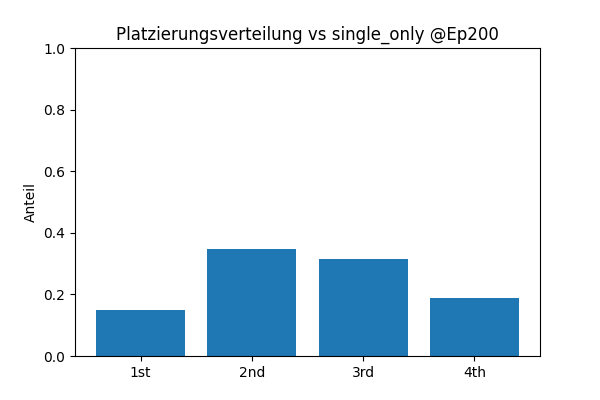 Platzierungsverteilung vs single_only @Ep200
1.0
0.8
0.6
0.4
0.2
0.0
Anteil
1st
2nd
3rd
4th